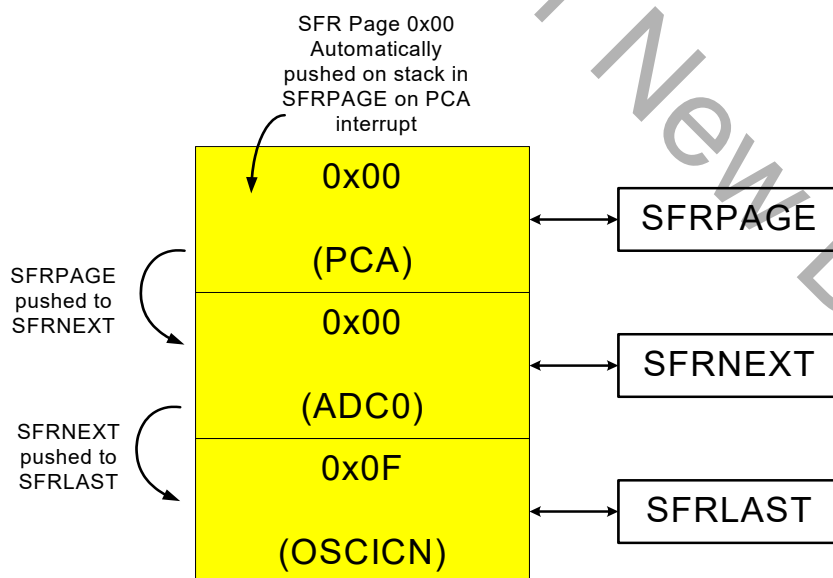 SFR Page 0x00
Automatically
pushed on stack in
SFRPAGE on PCA
interrupt
0x00
(PCA)
SFRPAGE
SFRPAGE
pushed to
SFRNEXT
0x00
(ADC0)
SFRNEXT
SFRNEXT
pushed to
SFRLAST
0x0F
(OSCICN)
SFRLAST
New